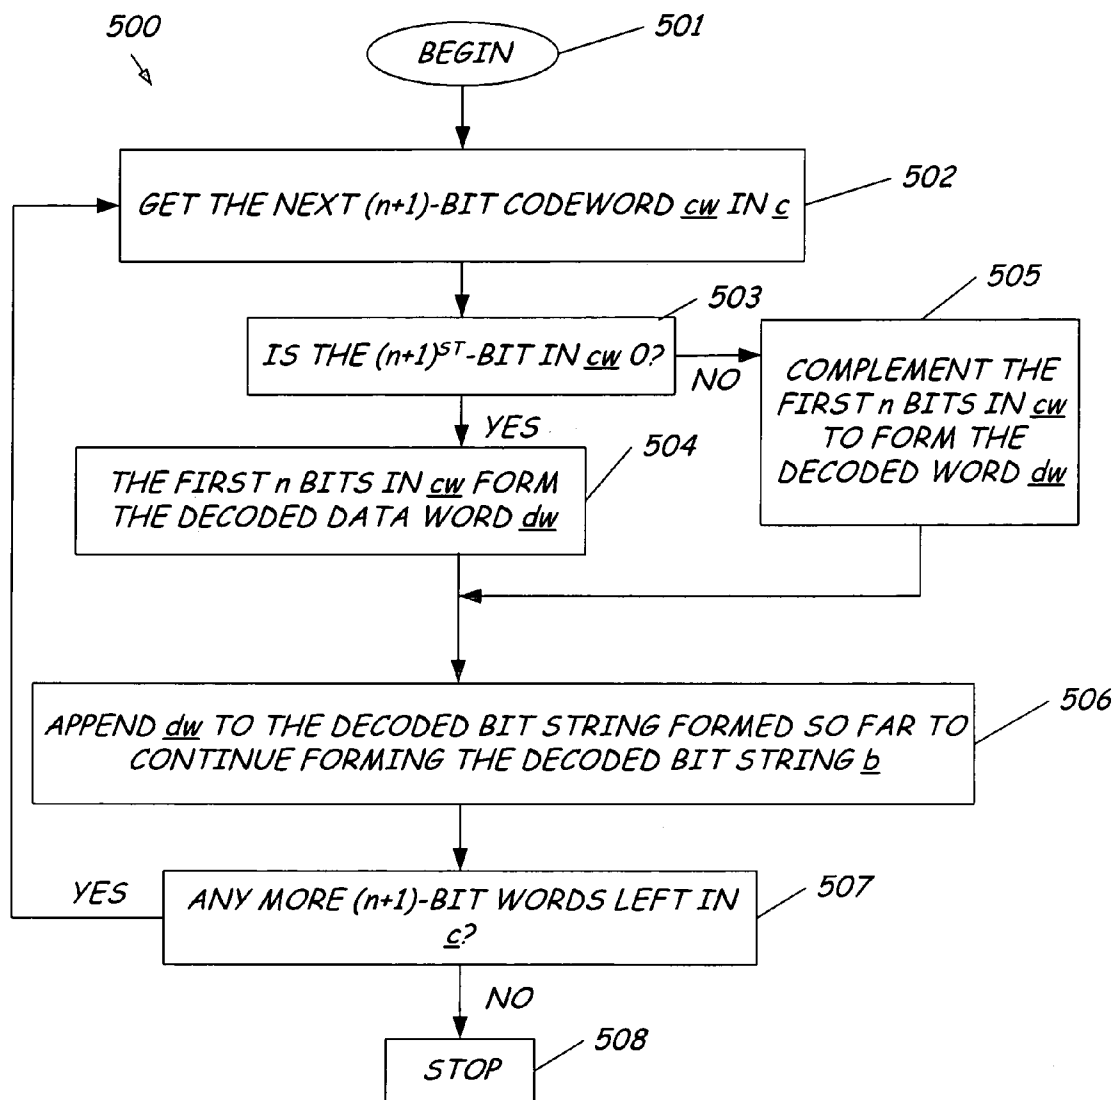 500
BEGIN
501
GET THE NEXT (n+1)-BIT CODEWORD cw IN c
502
IS THE (n+1)ST-BIT IN cw 0?
503
NO
YES
COMPLEMENT THE
FIRST n BITS IN cw
TO FORM THE
DECODED WORD dw
505
THE FIRST n BITS IN cw FORM
THE DECODED DATA WORD dw
504
APPEND dw TO THE DECODED BIT STRING FORMED SO FAR TO
CONTINUE FORMING THE DECODED BIT STRING b
506
YES
ANY MORE (n+1)-BIT WORDS LEFT IN
c?
507
NO
STOP
508